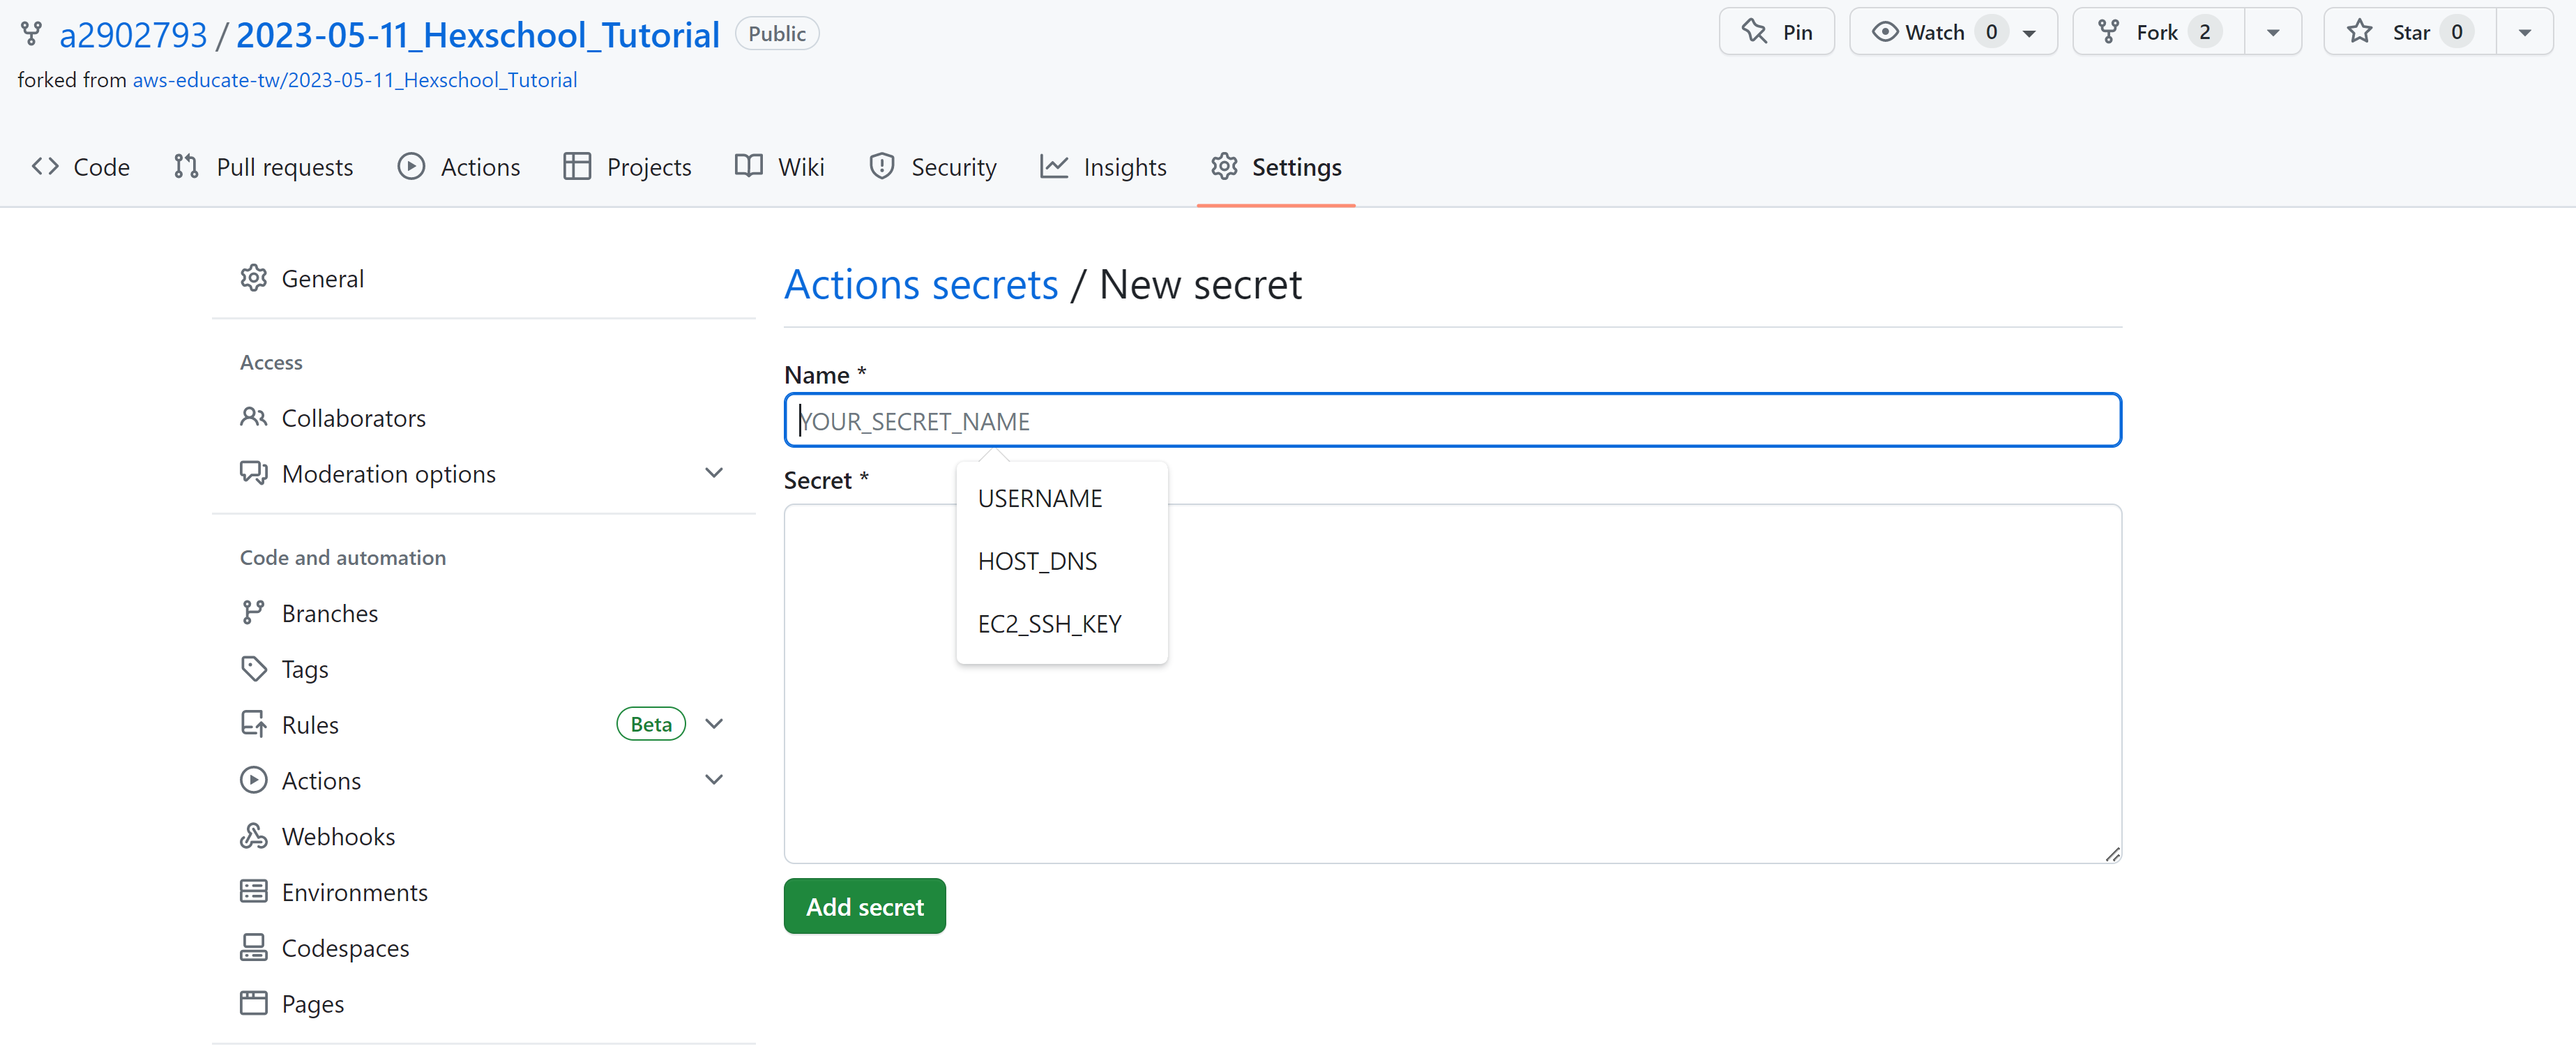 a2902793 / 2023-05-11_Hexschool_Tutorial Public Pin Watch 0 Fork 2 Star 0
forked from aws-educate-tw/2023-05-11_Hexschool_Tutorial
Code Pull requests Actions Projects Wiki Security Insights Settings
General
Access
Collaborators
Moderation options
Code and automation
Branches
Tags
Rules Beta
Actions
Webhooks
Environments
Codespaces
Pages
Actions secrets / New secret
Name *
YOUR_SECRET_NAME
Secret *
USERNAME
HOST_DNS
EC2_SSH_KEY
Add secret